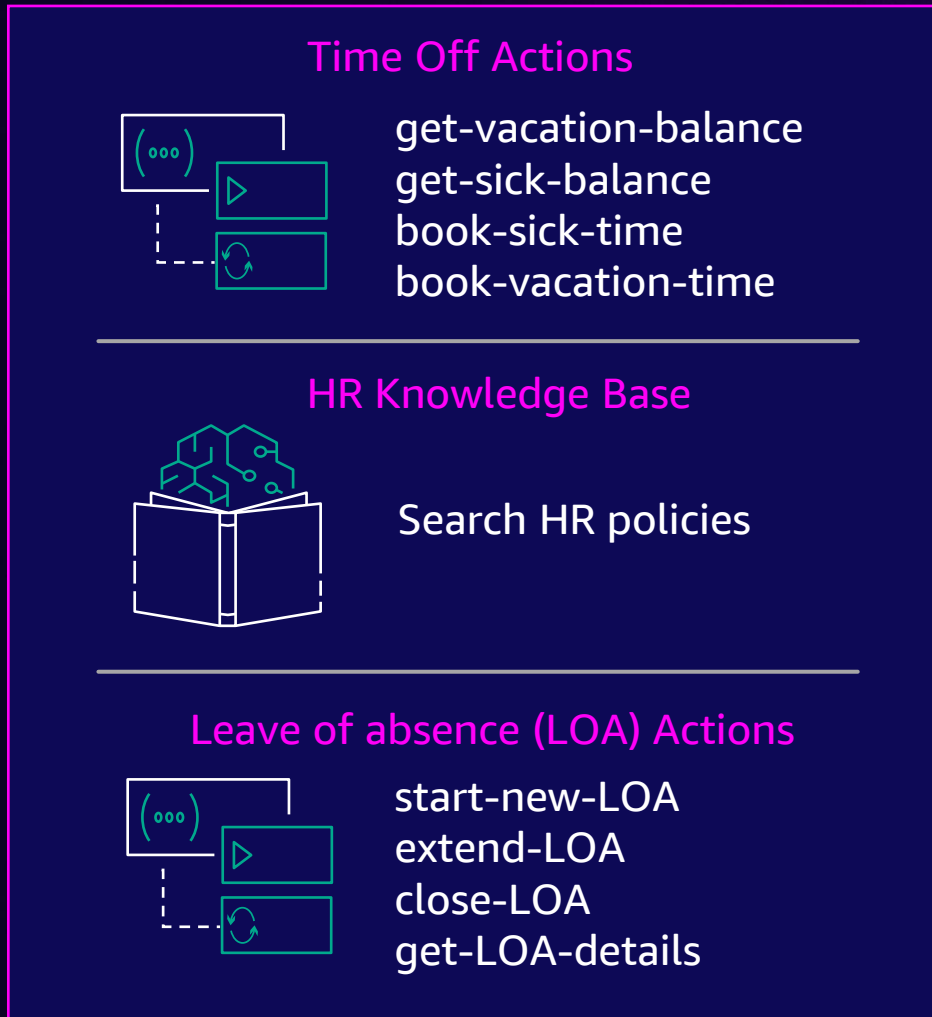 Time Off Actions
get-vacation-balance
get-sick-balance
book-sick-time
book-vacation-time
HR Knowledge Base
Search HR policies
Leave of absence (LOA) Actions
start-new-LOA
extend-LOA
close-LOA
get-LOA-details